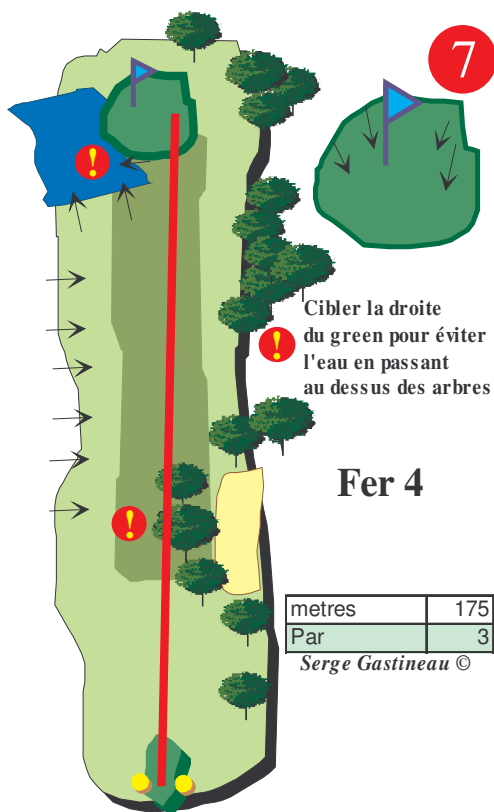 7
!
Cibler la droite
du green pour éviter
! l'eau en passant
au dessus des arbres
Fer 4
!
metres 175
Par 3
Serge Gastineau ©